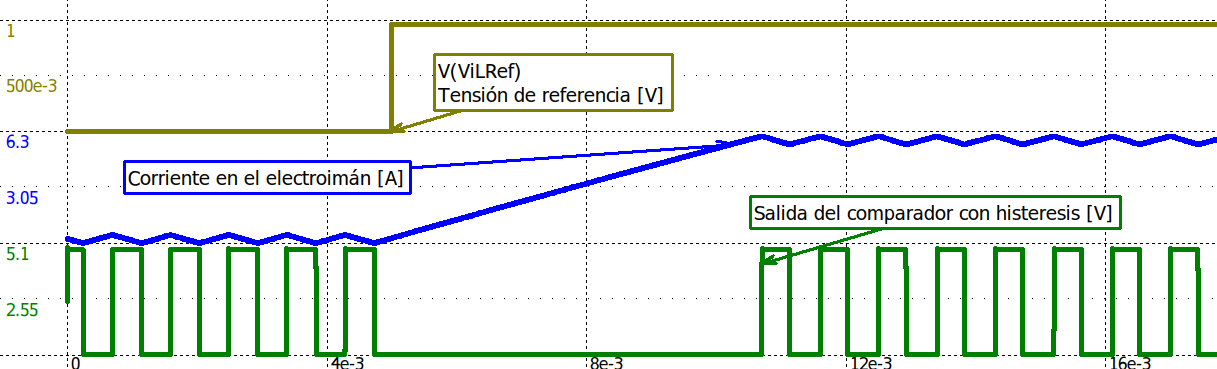 1
500e-3
V(ViLRef)
Tensión de referencia [V]
6.3
Corriente en el electroimán [A]
3.05
Salida del comparador con histeresis [V]
5.1
2.55
0
4e-3
8e-3
12e-3
16e-3